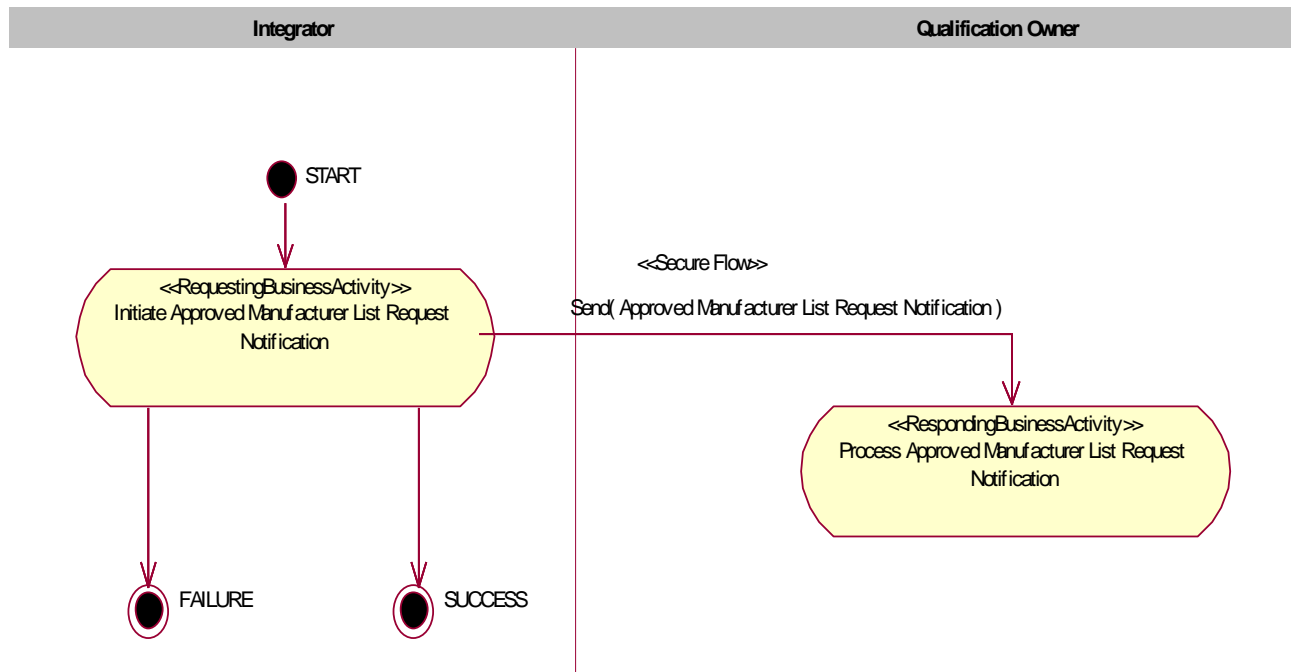 Integrator
Qualification Owner
START
<<Secure Flow>>
<<RequestingBusinessActivity>>
Initiate Approved Manufacturer List Request
Notification
Send( Approved Manufacturer List Request Notification )
<<RespondingBusinessActivity>>
Process Approved Manufacturer List Request
Notification
FAILURE
SUCCESS